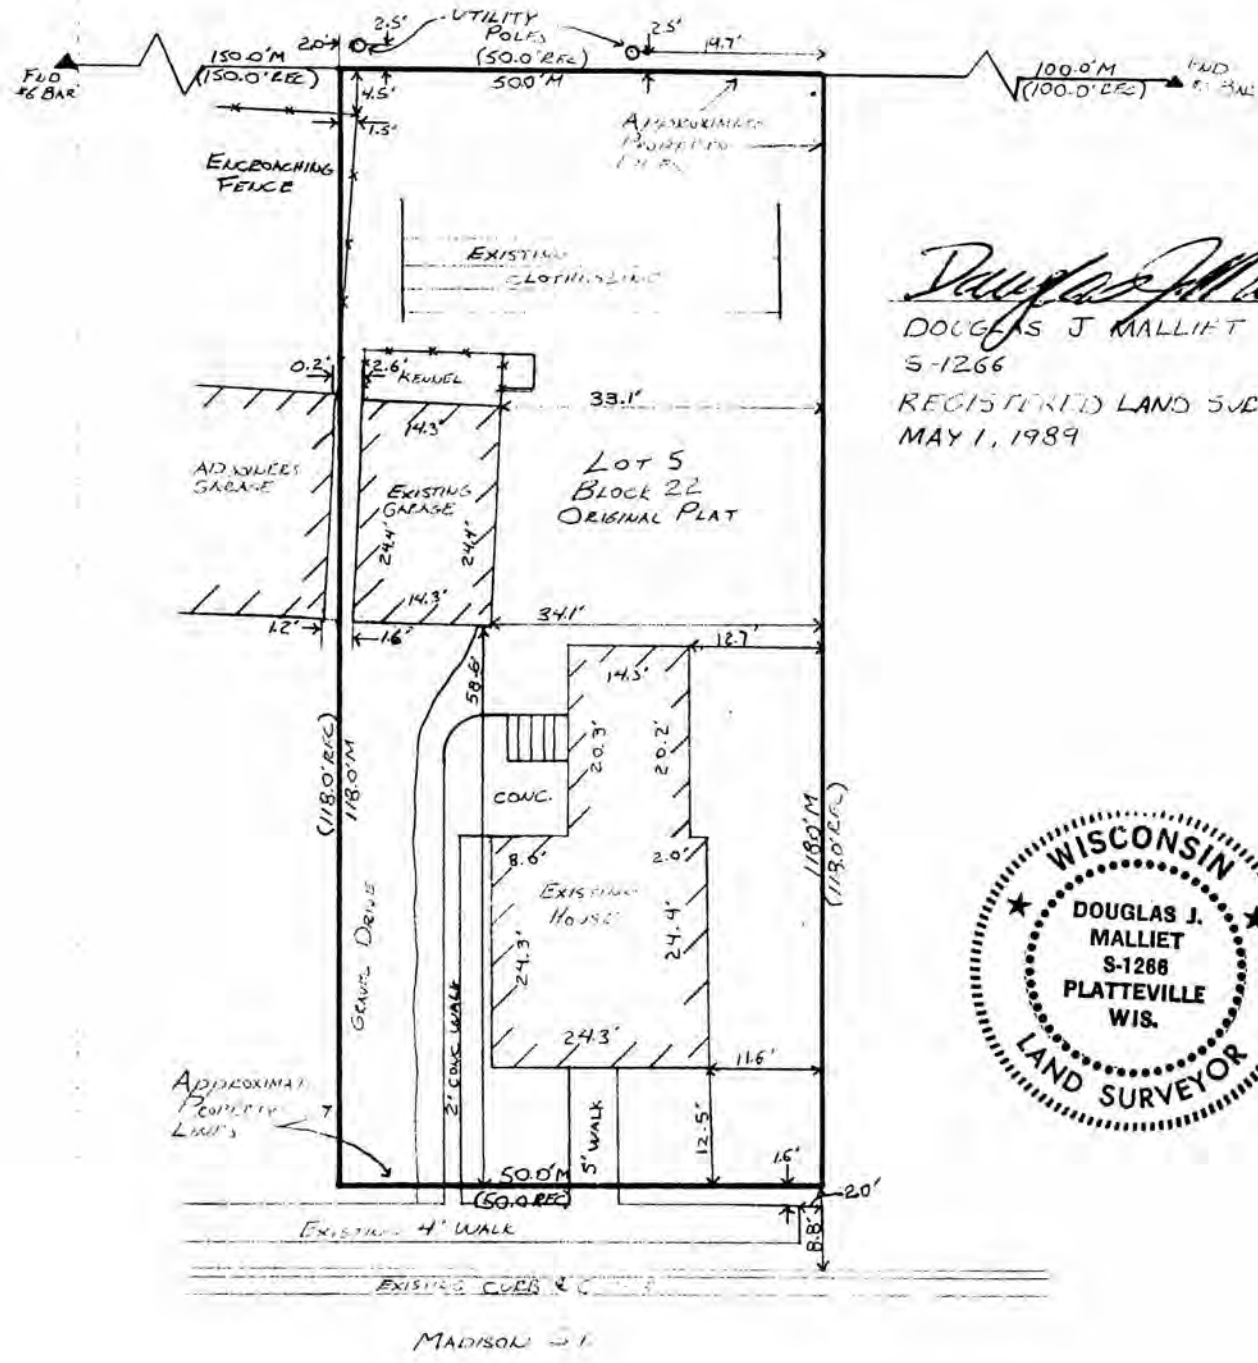 2.5'
UTILITY
POLES
2.0'
2.5'
19.7'
150.0'M
(150.0'REC)
(50.0'REC)
50.0'M
100.0'M
(100.0'REC)
FND
#6 BAR
FND
BAR
4.5'
1.5'
APPROXIMATE
ENCROACHING
FENCE
EXISTING
CLOTHESLINE
DOUGLAS J MALLIET
S-1266
REGISTERED LAND
MAY 1, 1989
0.2'
2.6'
KENNEL
33.1'
14.3'
ADJOINERS
GARAGE
EXISTING
GARAGE
24.4'
24.4'
14.3'
LOT 5
BLOCK 22
ORIGINAL PLAT
34.1'
1.2'
1.6'
12.7'
14.3'
58.6'
20.3'
20.2'
(118.0'REC)
118.0'M
CONC.
118.0'M
(118.0'REC)
8.0'
2.0'
EXISTING
HOUSE
24.3'
24.4'
GRAVEL DRIVE
2' CONC WALK
24.3'
11.6'
APPROXIMATE
PROPERTY
LINES
5' WALK
12.5'
1.6'
50.0'M
(50.0 REC)
2.0'
8.8'
EXISTING 4' WALK
EXISTING CURB &
MADISON
WISCONSIN
DOUGLAS J.
MALLIET
S-1266
PLATTEVILLE
WIS.
LAND SURVEYOR